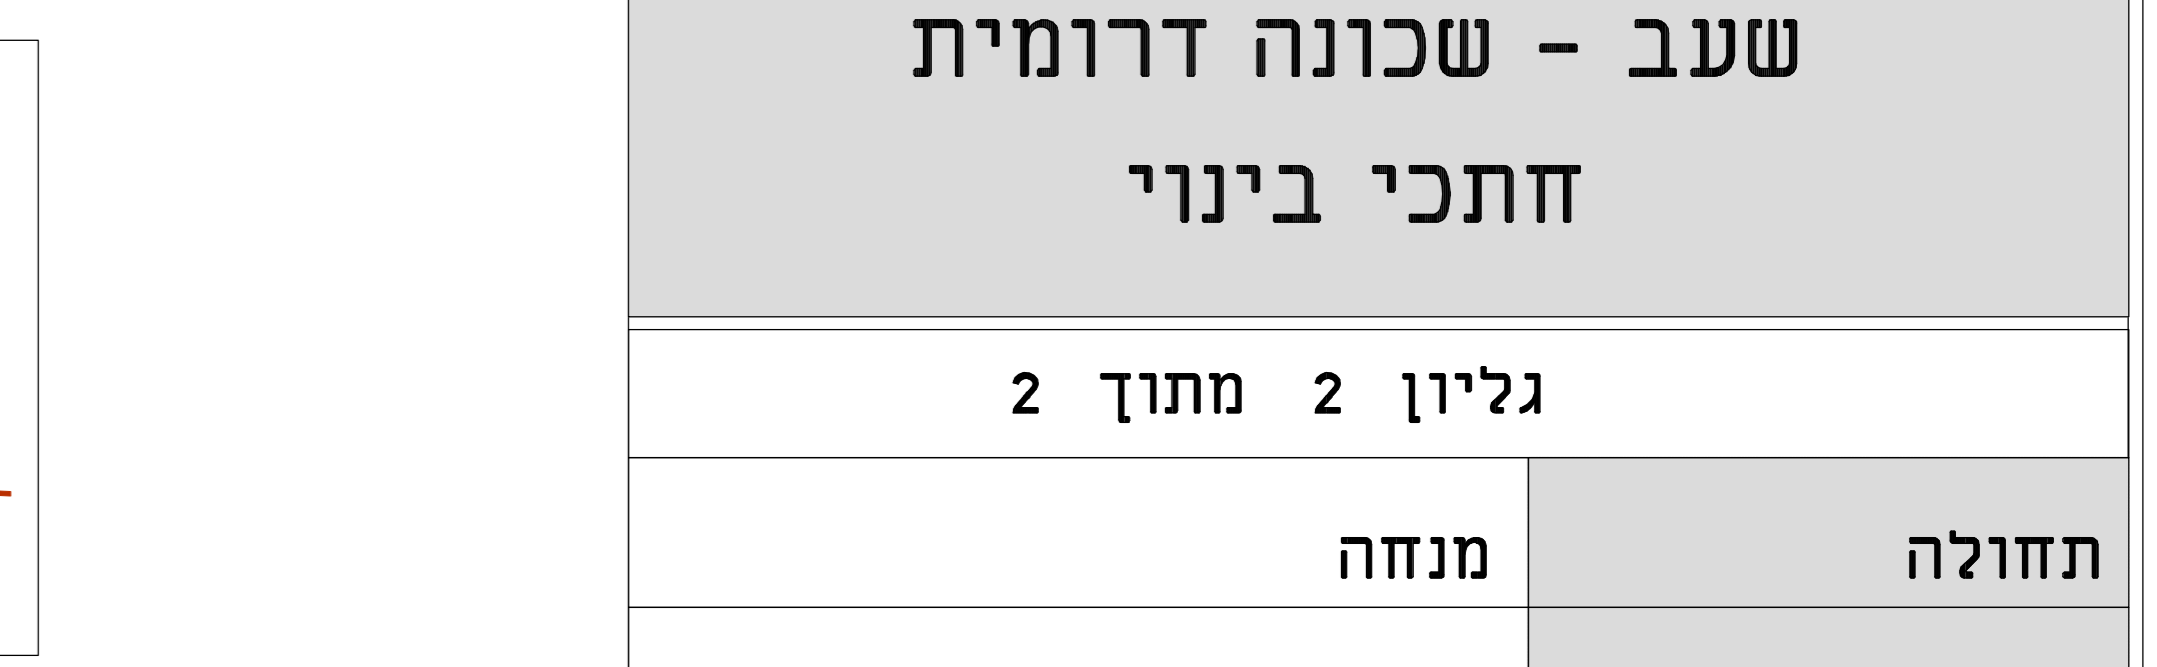 שעב - שכונה דרומית
חתכי בינוי
גליון 2 מתוך 2
תחולה מנחה